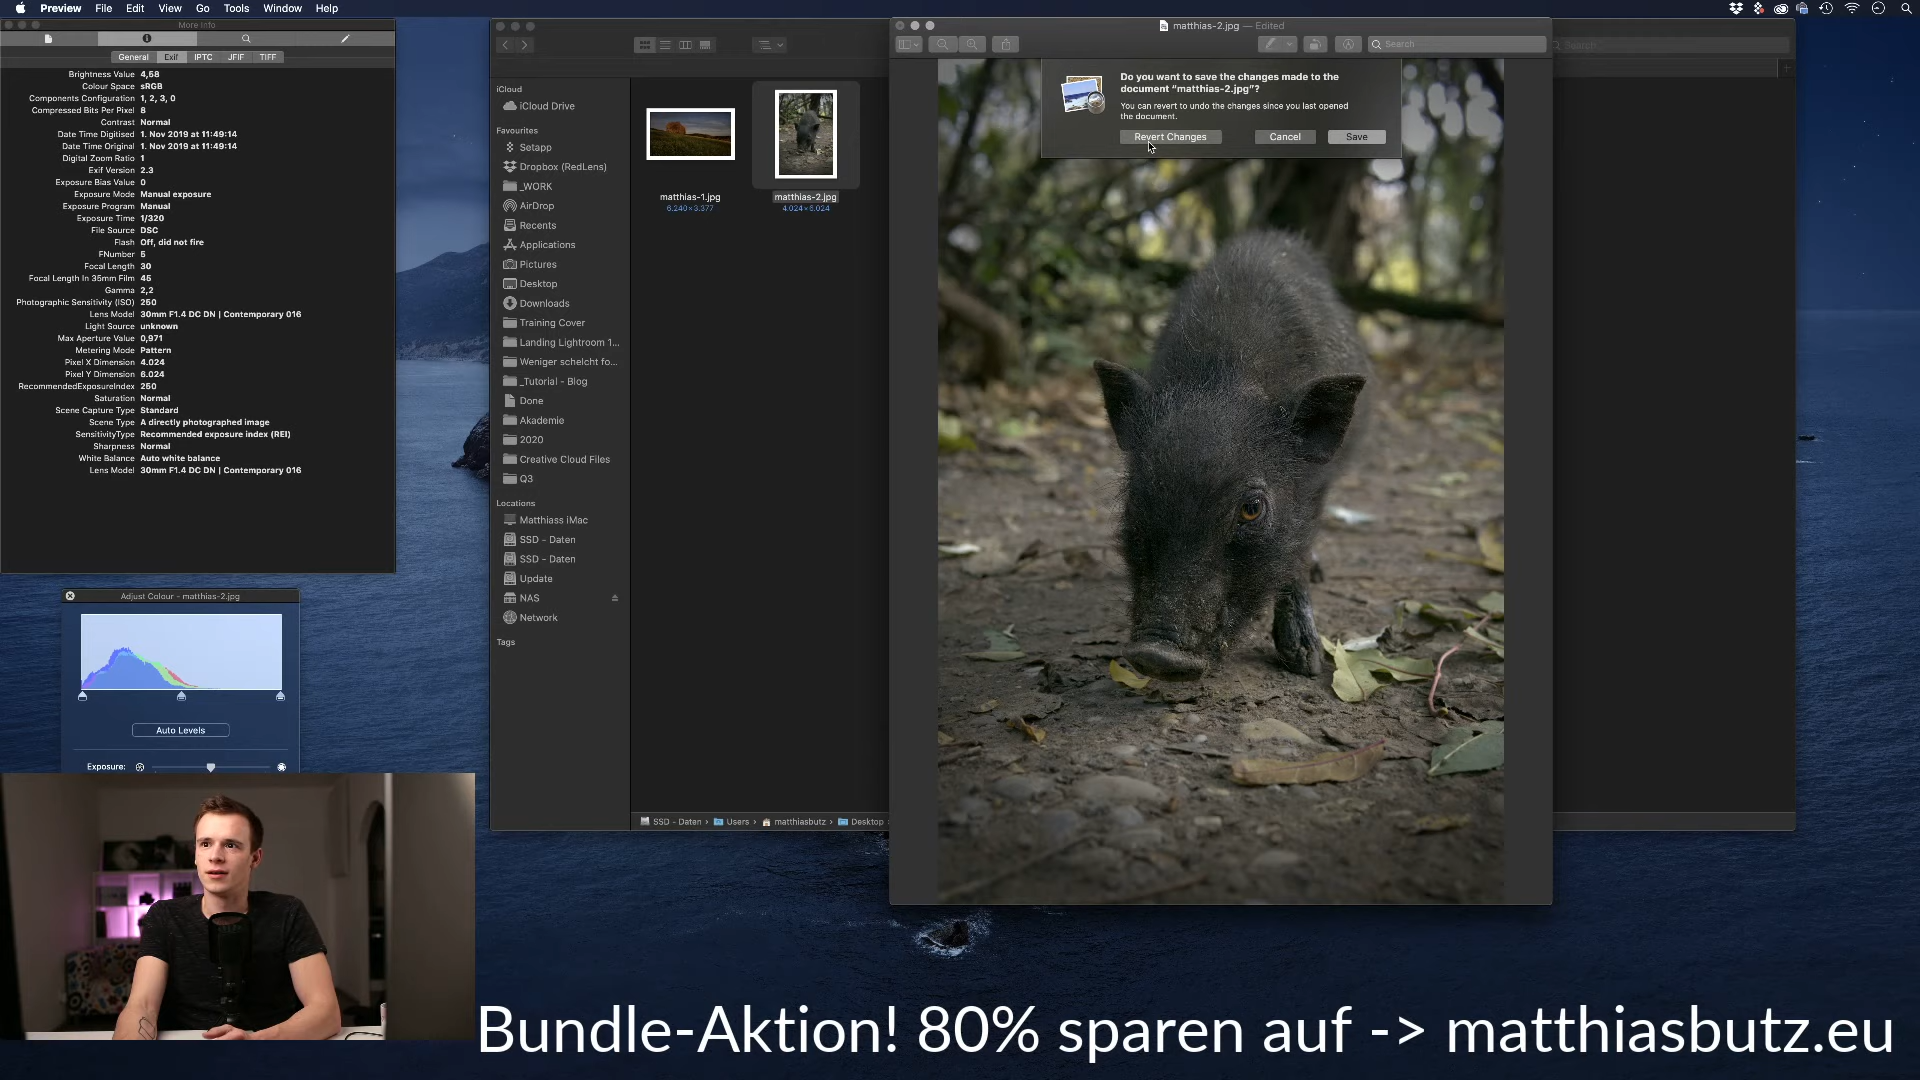 Preview File Edit View Go Tools Window Help
More Info
General Exif IPTC JFIF TIFF
Brightness Value 4,58
Colour Space sRGB
Components Configuration 1, 2, 3, 0
Compressed Bits Per Pixel 8
Contrast Normal
Date Time Digitised 1. Nov 2019 at 11:49:14
Date Time Original 1. Nov 2019 at 11:49:14
Digital Zoom Ratio 1
Exif Version 2.3
Exposure Bias Value 0
Exposure Mode Manual exposure
Exposure Program Manual
Exposure Time 1/320
File Source DSC
Flash Off, did not fire
FNumber 5
Focal Length 30
Focal Length In 35mm Film 45
Gamma 2,2
Photographic Sensitivity (ISO) 250
Lens Model 30mm F1.4 DC DN | Contemporary 016
Light Source unknown
Max Aperture Value 0,971
Metering Mode Pattern
Pixel X Dimension 4.024
Pixel Y Dimension 6.024
RecommendedExposureIndex 250
Saturation Normal
Scene Capture Type Standard
Scene Type A directly photographed image
SensitivityType Recommended exposure index (REI)
Sharpness Normal
White Balance Auto white balance
Lens Model 30mm F1.4 DC DN | Contemporary 016
Adjust Colour - matthias-2.jpg
Auto Levels
Exposure:
iCloud
iCloud Drive
Favourites
Setapp
Dropbox (RedLens)
_WORK
AirDrop
Recents
Applications
Pictures
Desktop
Downloads
Training Cover
Landing Lightroom 1...
Weniger schelcht fo...
_Tutorial - Blog
Done
Akademie
2020
Creative Cloud Files
Q3
Locations
Matthiass iMac
SSD - Daten
SSD - Daten
Update
NAS
Network
Tags
matthias-1.jpg
6.240×3.377
matthias-2.jpg
4.024×6.024
SSD - Daten › Users › matthiasbutz › Desktop
matthias-2.jpg — Edited
Search
Search
Do you want to save the changes made to the
document “matthias-2.jpg”?
You can revert to undo the changes since you last opened
the document.
Revert Changes Cancel Save
Bundle-Aktion! 80% sparen auf -> matthiasbutz.eu